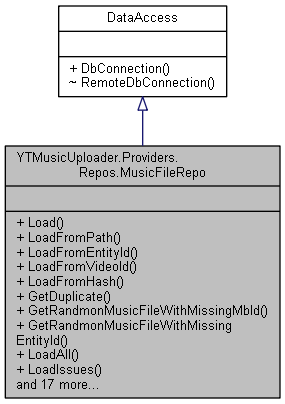 DataAccess
+ DbConnection()
~ RemoteDbConnection()
YTMusicUploader.Providers.
Repos.MusicFileRepo
+ Load()
+ LoadFromPath()
+ LoadFromEntityId()
+ LoadFromVideoId()
+ LoadFromHash()
+ GetDuplicate()
+ GetRandmonMusicFileWithMissingMbId()
+ GetRandmonMusicFileWithMissing
EntityId()
+ LoadAll()
+ LoadIssues()
and 17 more...